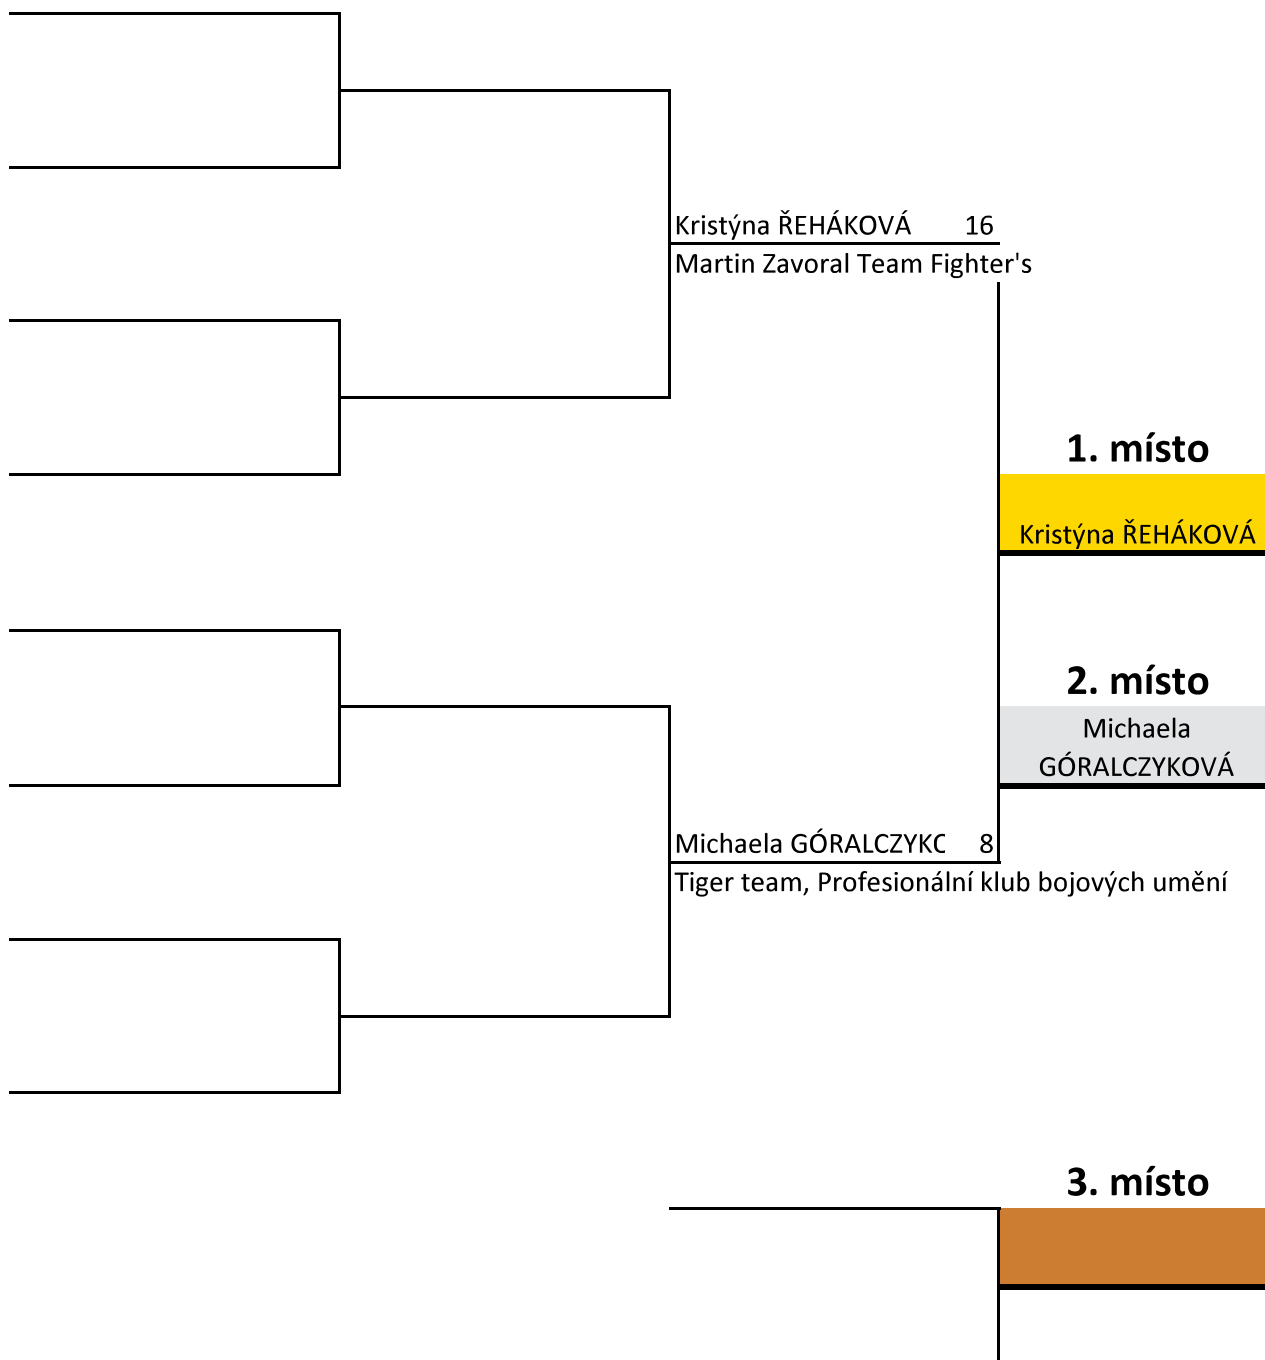 Kristýna ŘEHÁKOVÁ 16
Martin Zavoral Team Fighter's
1. místo
Kristýna ŘEHÁKOVÁ
2. místo
Michaela
GÓRALCZYKOVÁ
Michaela GÓRALCZYKC 8
Tiger team, Profesionální klub bojových umění
3. místo